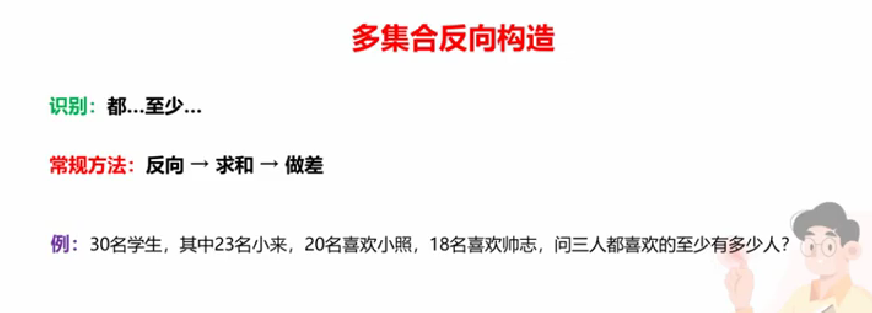 多集合反向构造
识别：都…至少…
常规方法：反向 → 求和 → 做差
例：30名学生，其中23名小来，20名喜欢小照，18名喜欢帅志，问三人都喜欢的至少有多少人？